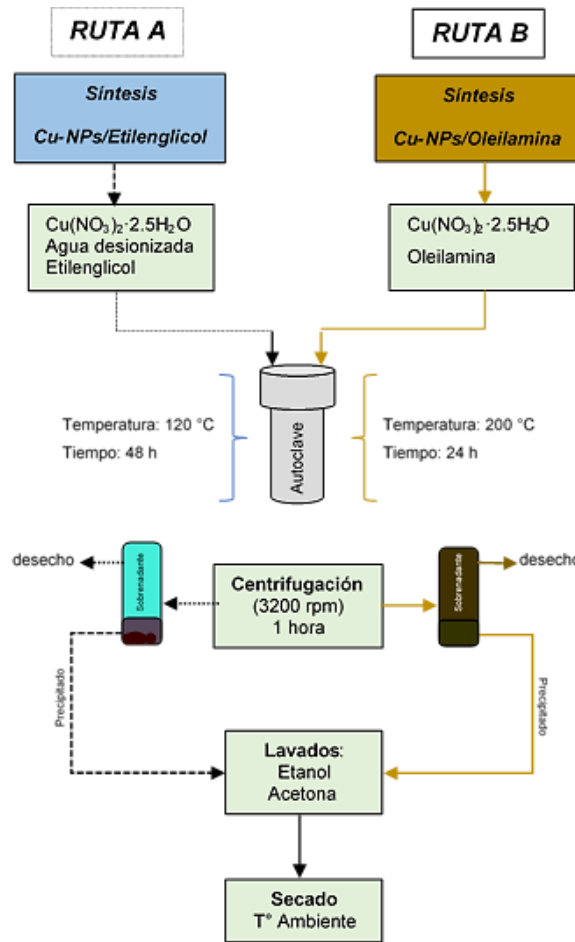 RUTA A
RUTA B
Síntesis
Cu-NPs/Etilenglicol
Síntesis
Cu-NPs/Oleilamina
Cu(NO₃)₂·2.5H₂O
Agua desionizada
Etilenglicol
Cu(NO₃)₂·2.5H₂O
Oleilamina
Temperatura: 120 °C
Tiempo: 48 h
Autoclave
Temperatura: 200 °C
Tiempo: 24 h
desecho
Sobrenadante
Centrifugación
(3200 rpm)
1 hora
Sobrenadante
desecho
Precipitado
Precipitado
Lavados:
Etanol
Acetona
Secado
T° Ambiente